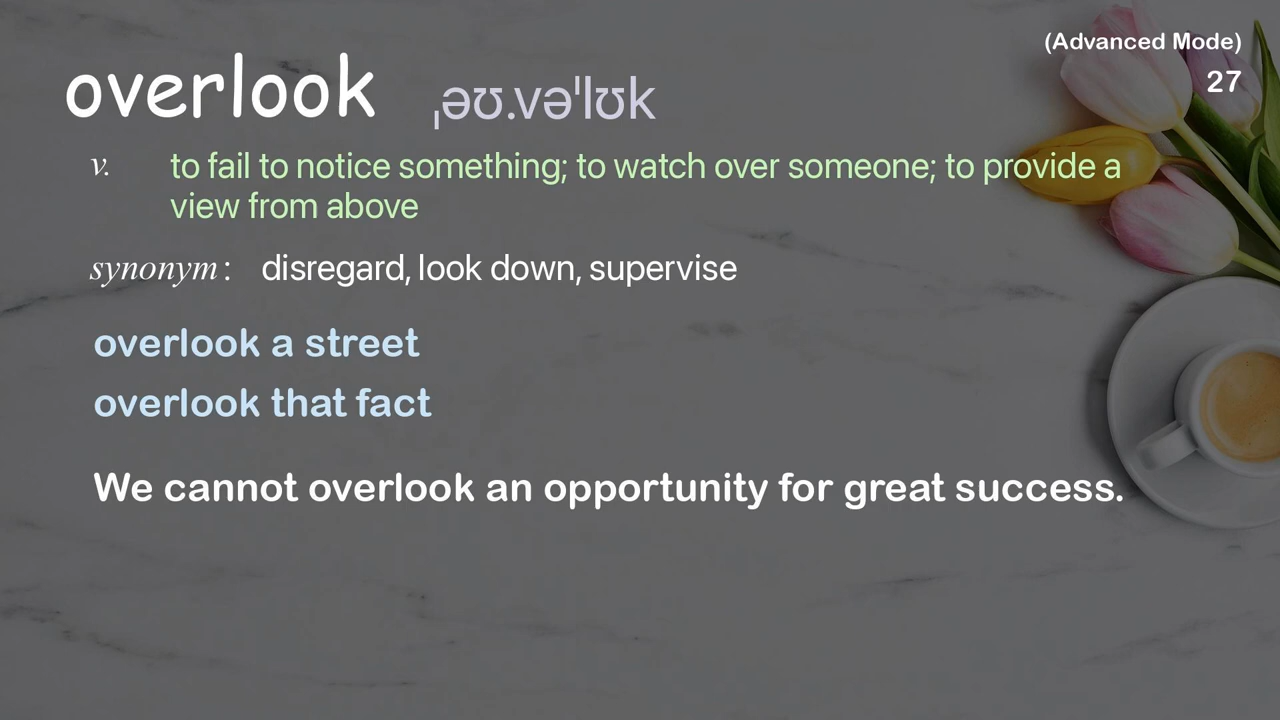 (Advanced Mode)
27
overlook ˌəʊ.vəˈlʊk
v. to fail to notice something; to watch over someone; to provide a
view from above
synonym: disregard, look down, supervise
overlook a street
overlook that fact
We cannot overlook an opportunity for great success.